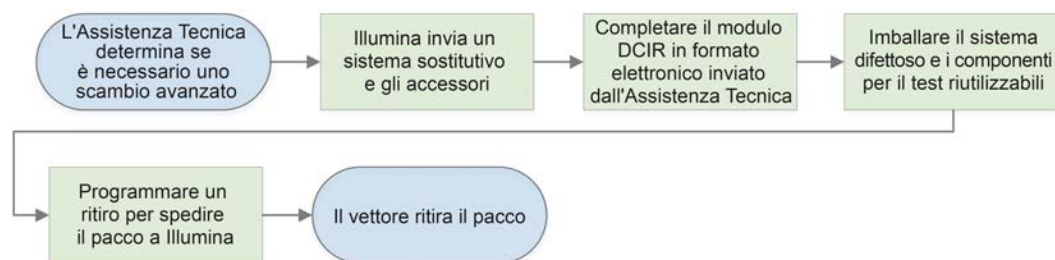 L'Assistenza Tecnica
determina se
è necessario uno
scambio avanzato
Illumina invia un
sistema sostitutivo
e gli accessori
Completare il modulo
DCIR in formato
elettronico inviato
dall'Assistenza Tecnica
Imballare il sistema
difettoso e i componenti
per il test riutilizzabili
Programmare un
ritiro per spedire
il pacco a Illumina
Il vettore ritira il pacco